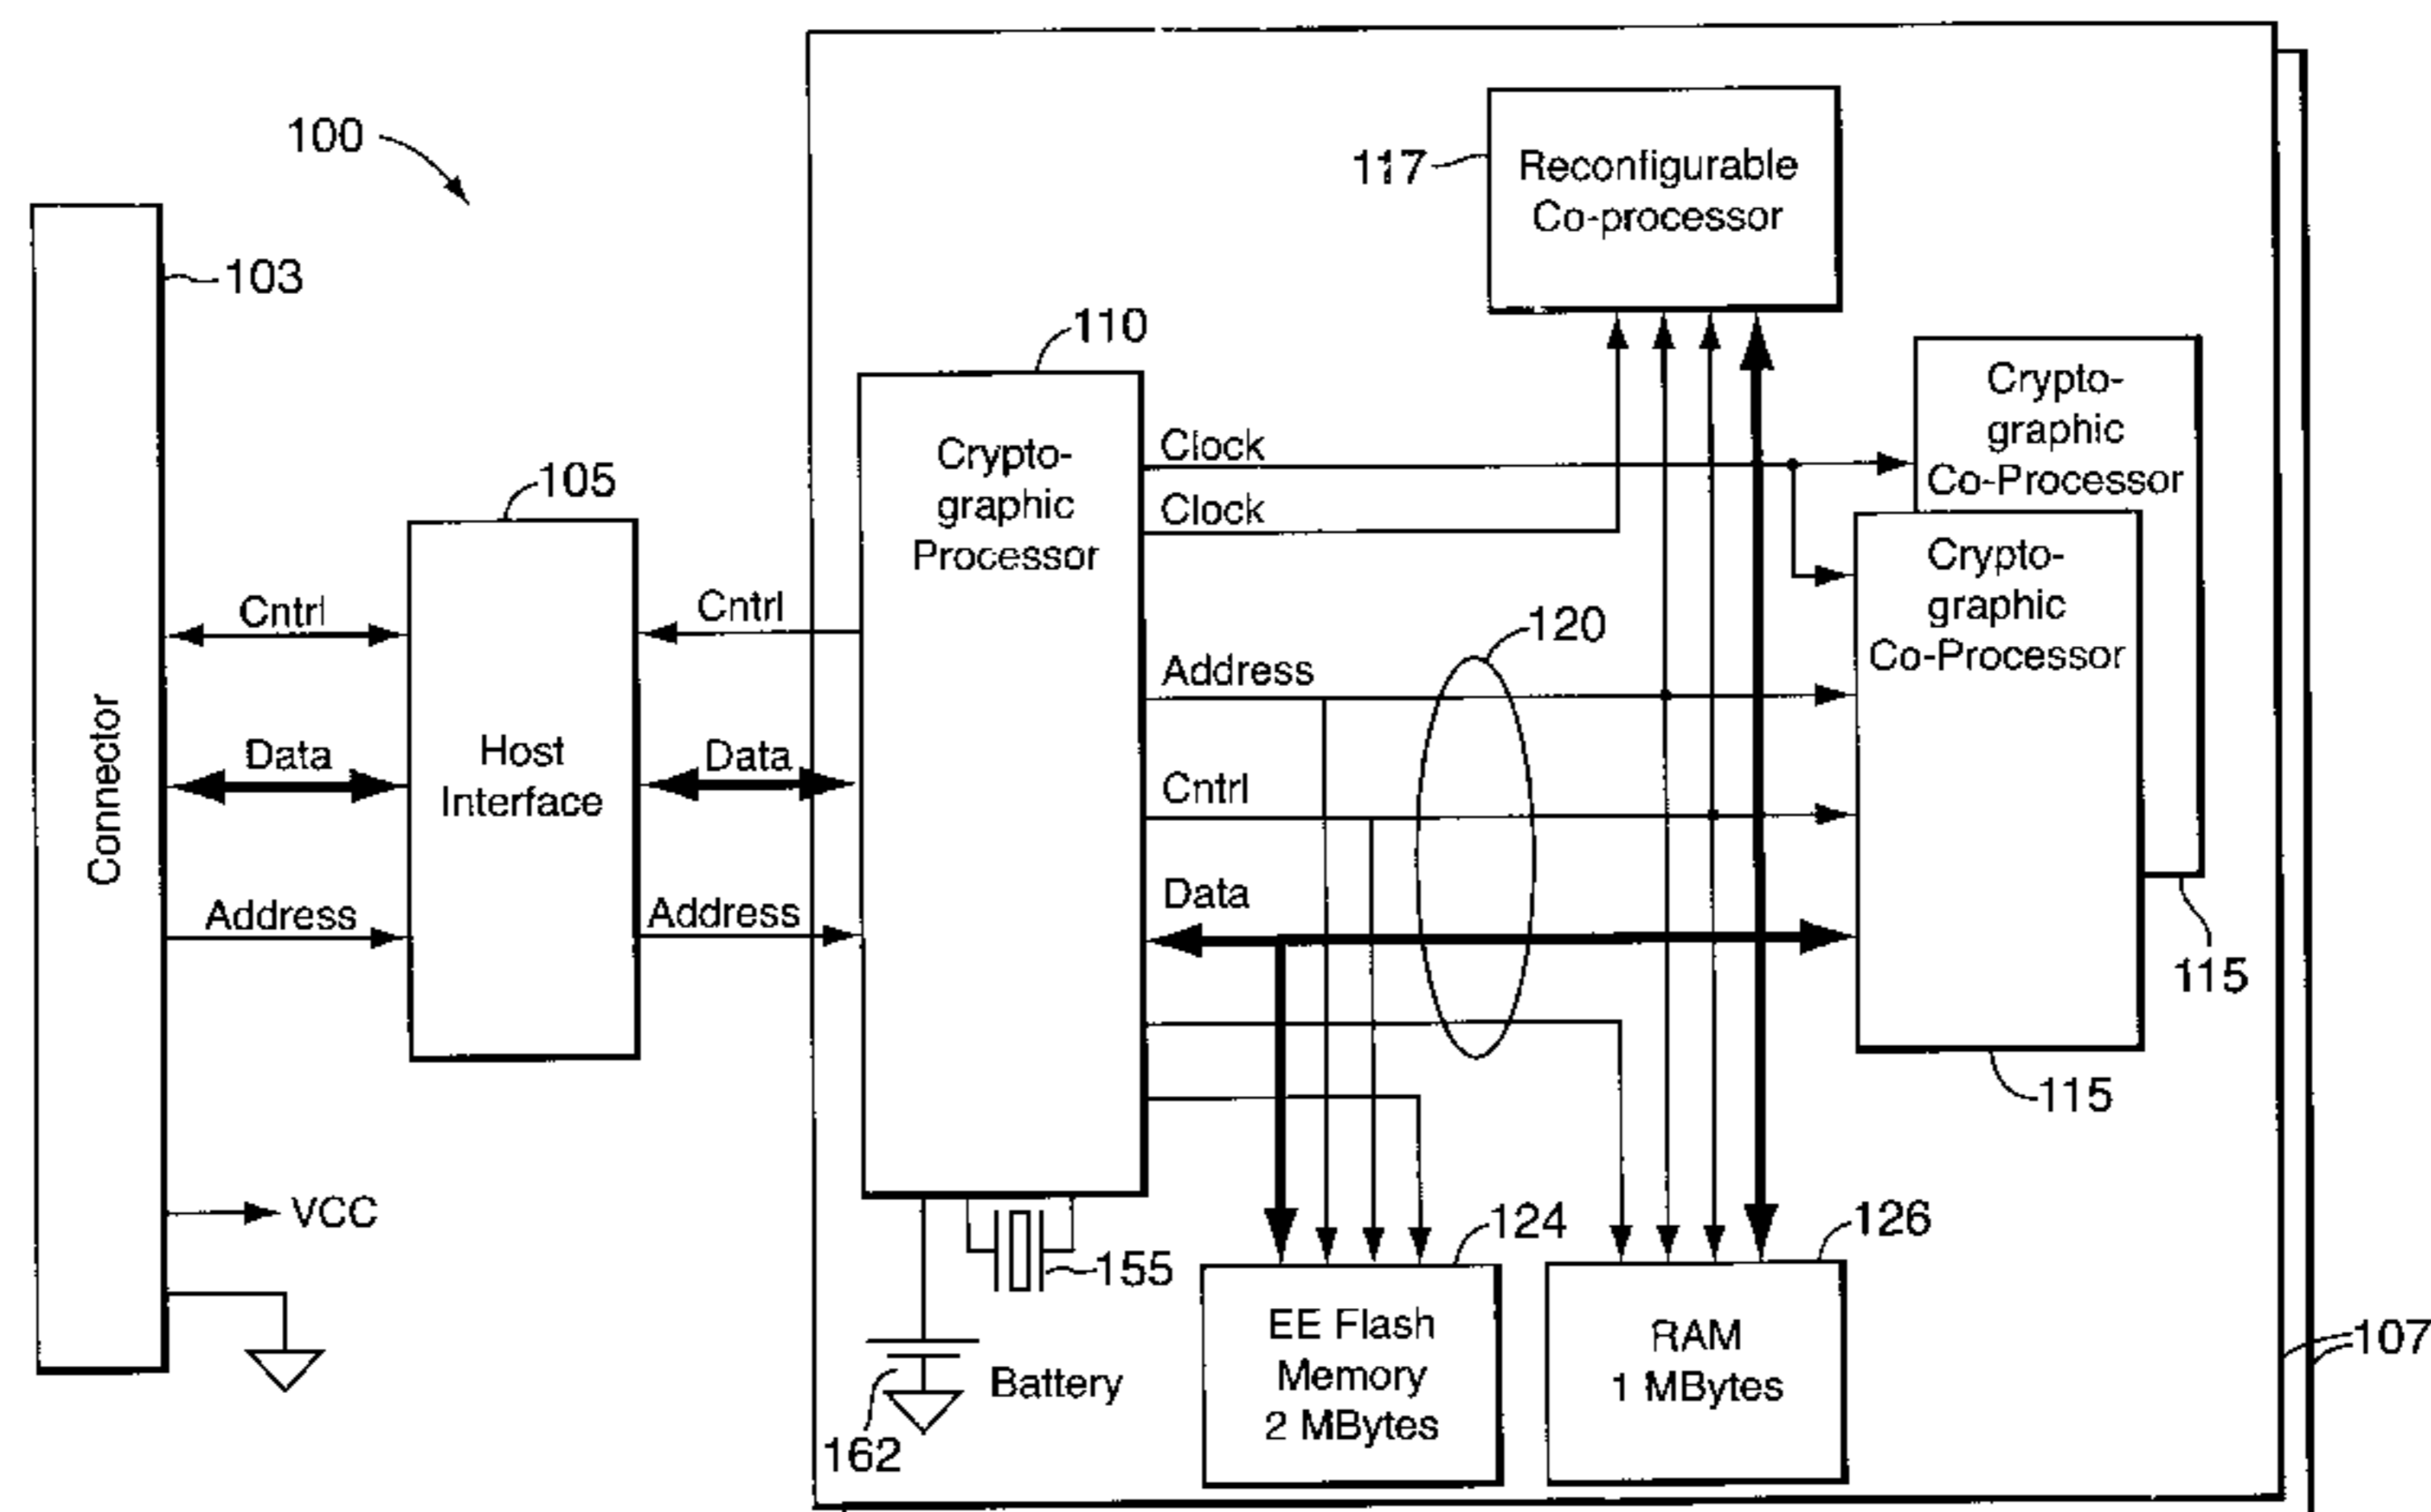 100
103
Connector
Cntrl
Data
Address
VCC
105
Host
Interface
Cntrl
Data
Address
110
Crypto-
graphic
Processor
Clock
Clock
Address
Cntrl
Data
120
117
Reconfigurable
Co-processor
Crypto-
graphic
Co-Processor
115
Crypto-
graphic
Co-Processor
115
155
162
Battery
124
EE Flash
Memory
2 MBytes
126
RAM
1 MBytes
107